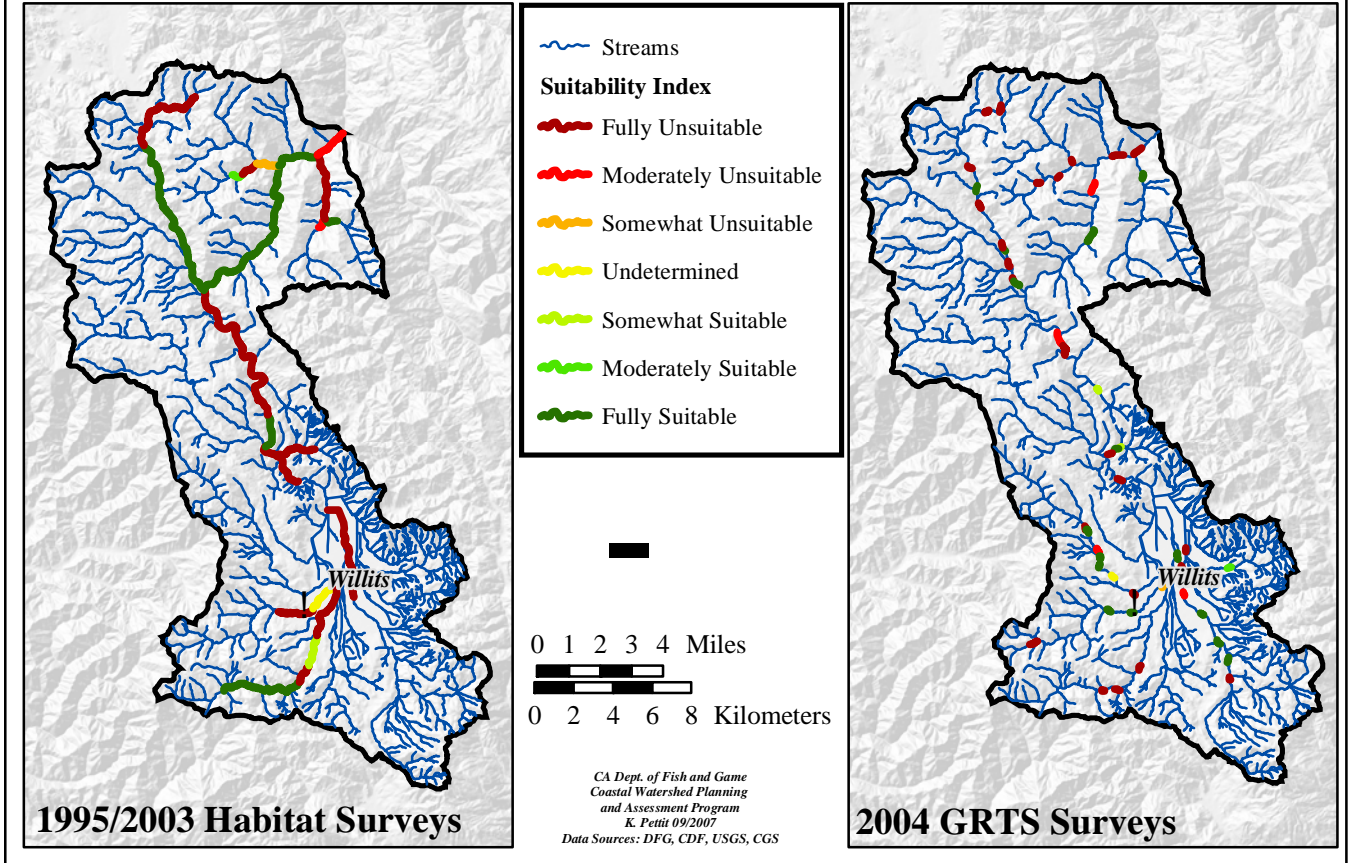 Streams
Suitability Index
Fully Unsuitable
Moderately Unsuitable
Somewhat Unsuitable
Undetermined
Somewhat Suitable
Moderately Suitable
Fully Suitable
Willits
Willits
0 1 2 3 4 Miles
0 2 4 6 8 Kilometers
CA Dept. of Fish and Game
Coastal Watershed Planning
and Assessment Program
K. Pettit 09/2007
Data Sources: DFG, CDF, USGS, CGS
1995/2003 Habitat Surveys
2004 GRTS Surveys